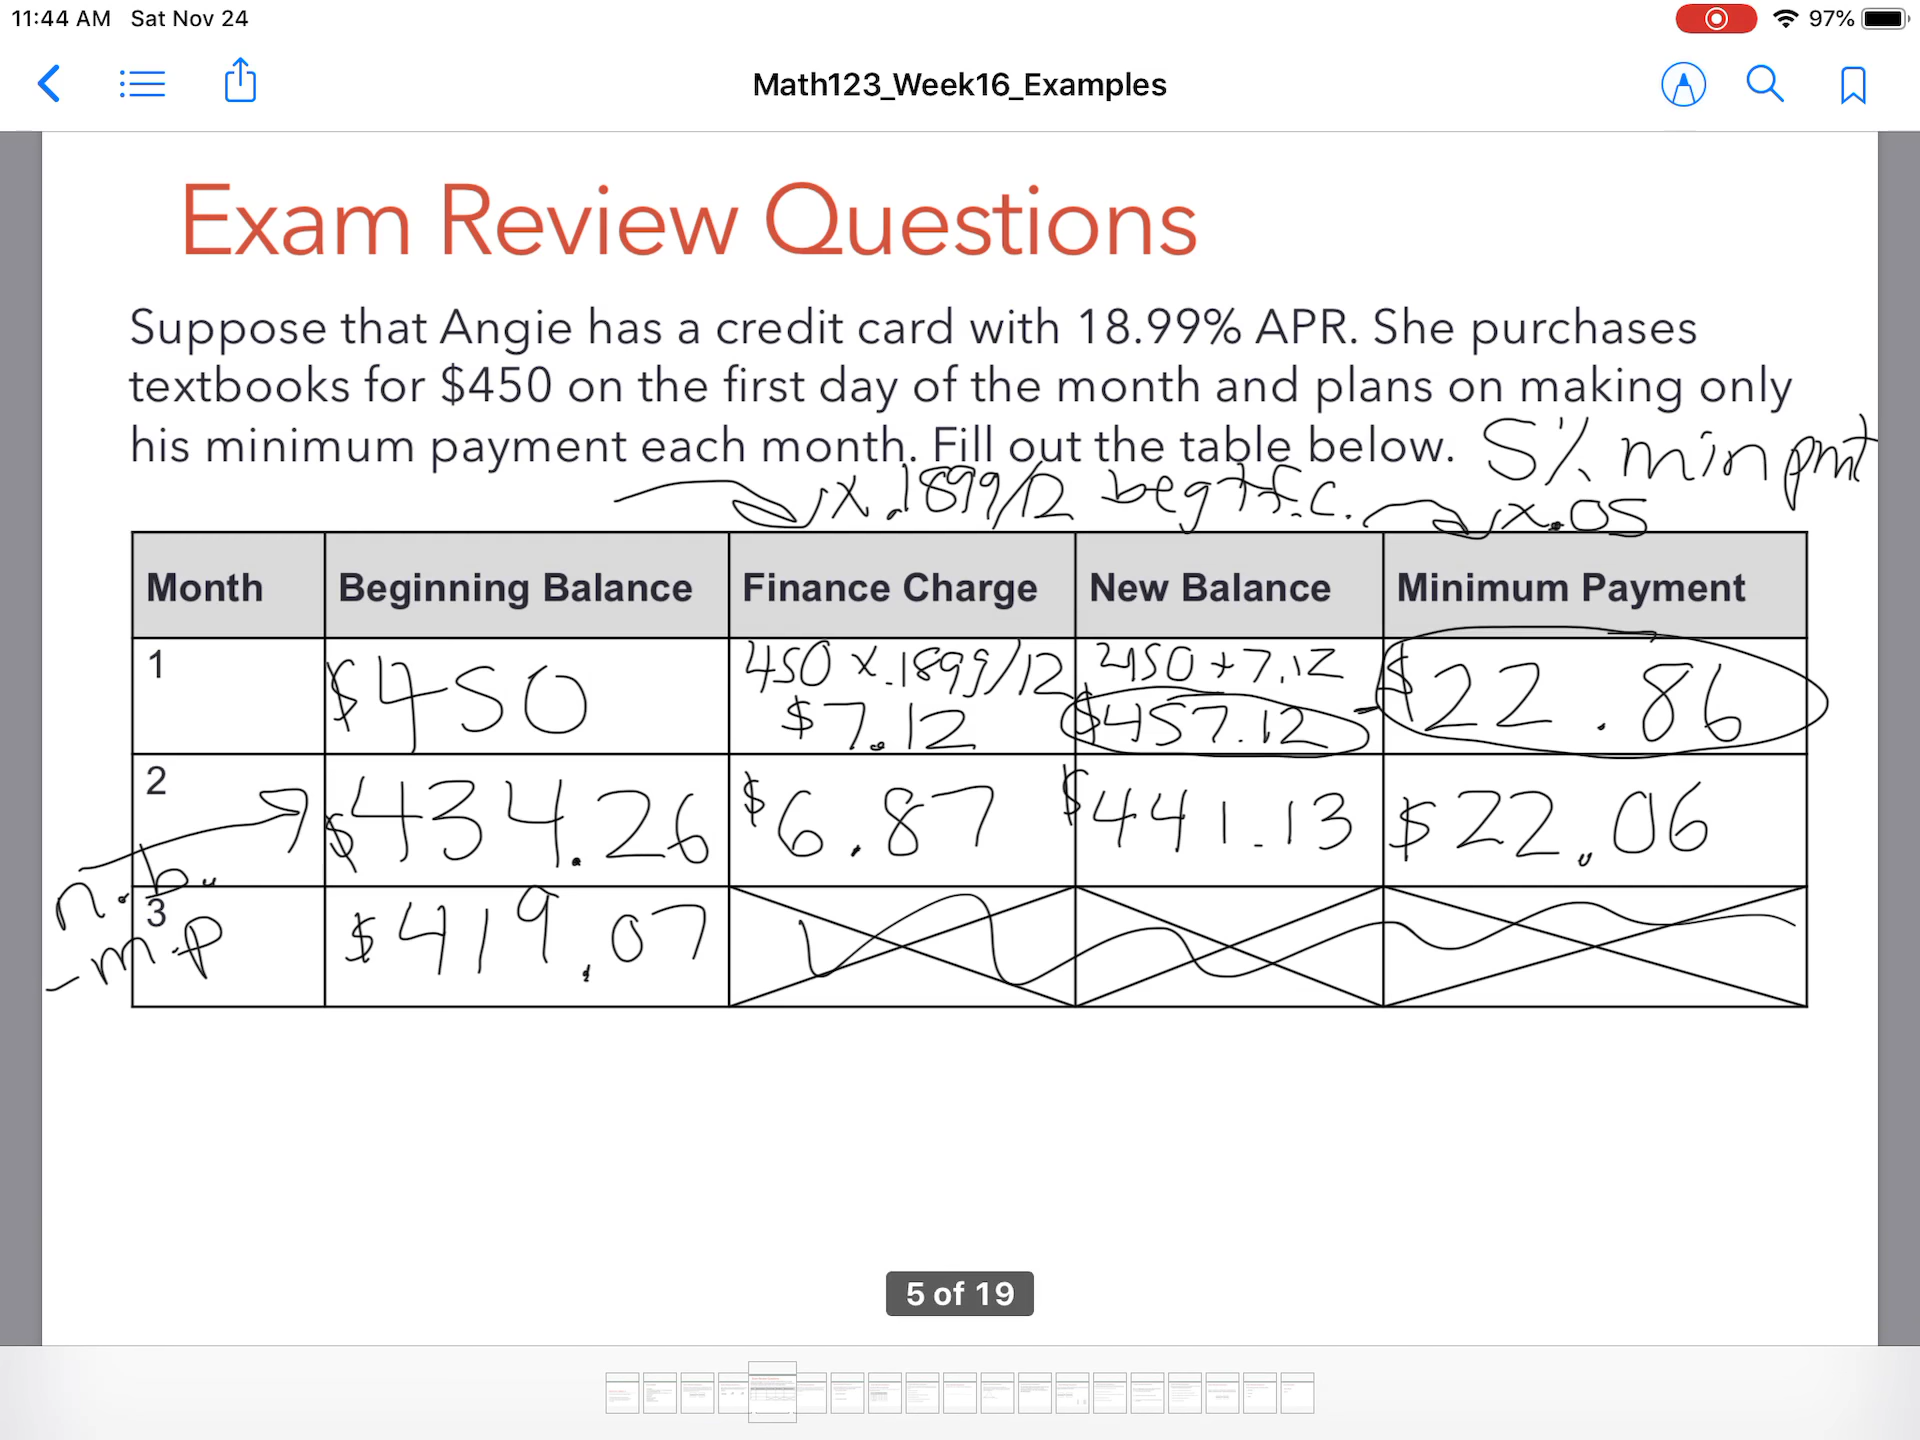 11:44 AM Sat Nov 24
97%
Math123_Week16_Examples
Exam Review Questions
Suppose that Angie has a credit card with 18.99% APR. She purchases
textbooks for $450 on the first day of the month and plans on making only
his minimum payment each month. Fill out the table below. 5% min pmt
x .1899/12 beg + f.c. x .05
Month Beginning Balance Finance Charge New Balance Minimum Payment
1 $450 450 x .1899/12 $7.12 450 + 7.12 $457.12 - $22.86
2 $434.26 $6.87 $441.13 $22.06
n.b.
3 $419.07
- m.p
5 of 19